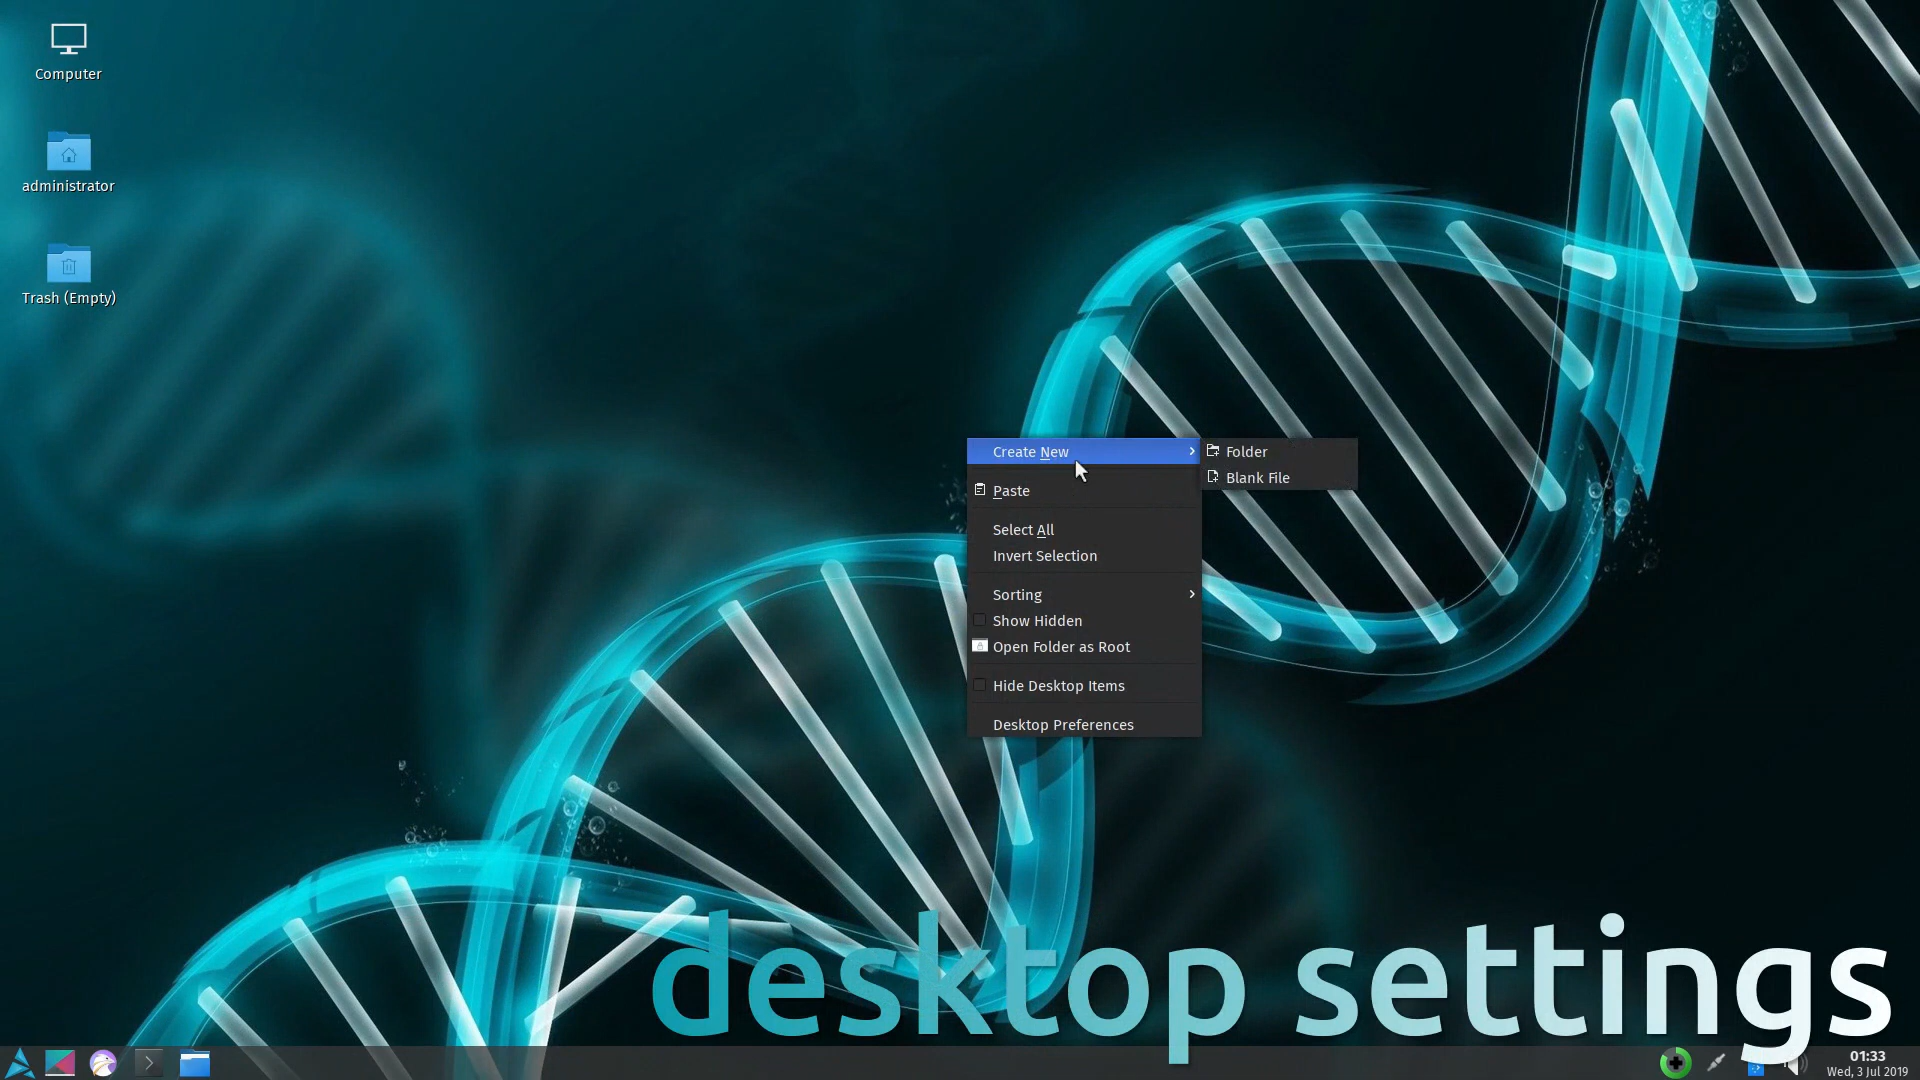 Computer
administrator
Trash (Empty)
Create New
Folder
Blank File
Paste
Select All
Invert Selection
Sorting
Show Hidden
Open Folder as Root
Hide Desktop Items
Desktop Preferences
desktop settings
01:33
Wed, 3 Jul 2019